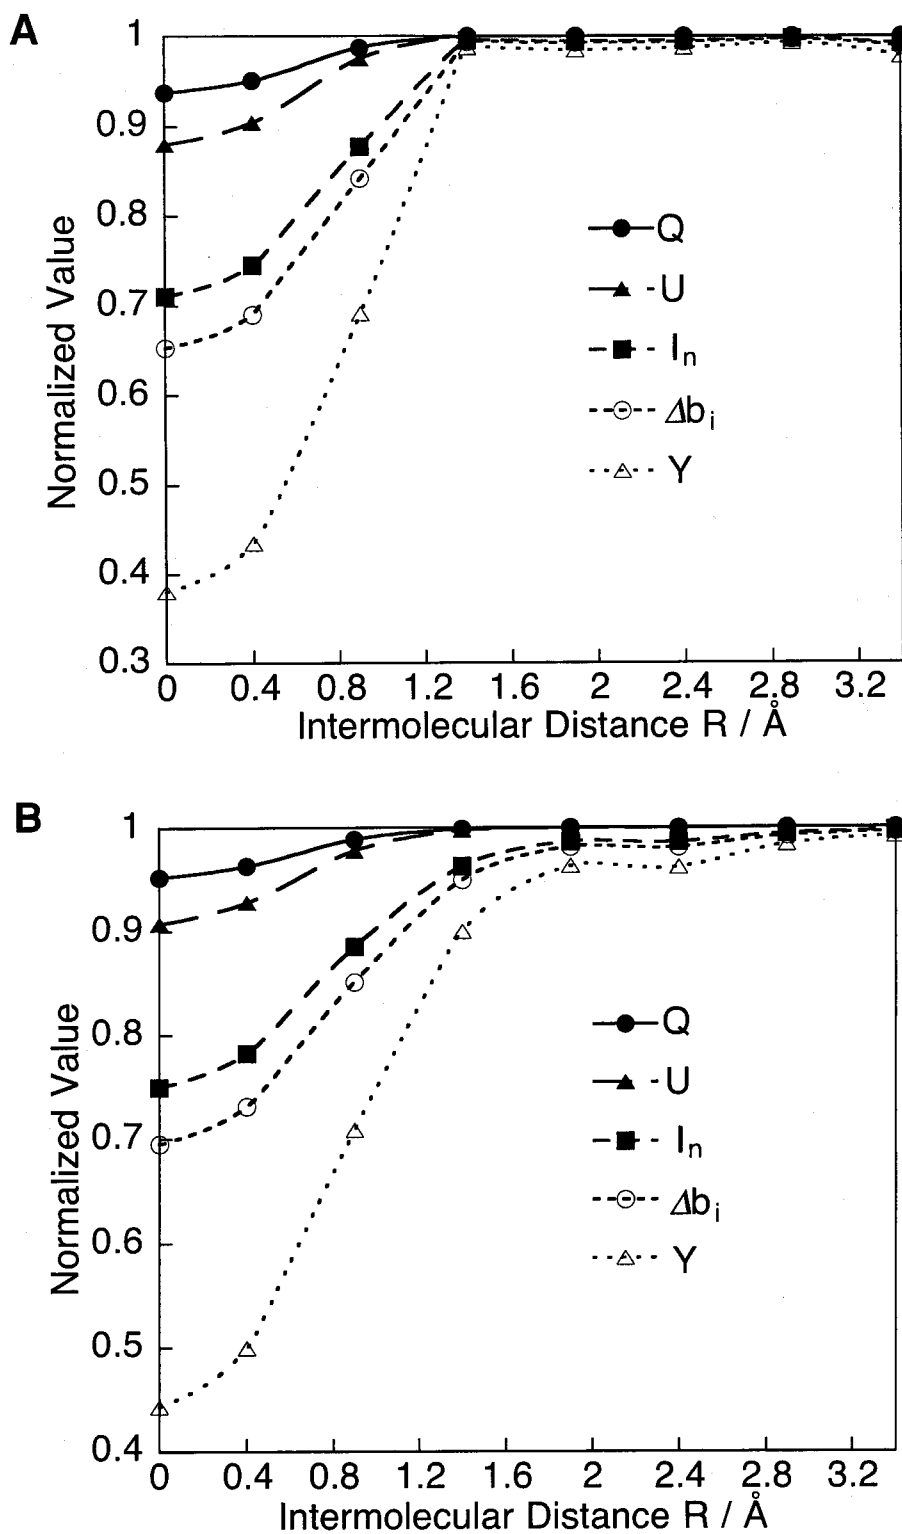 A
1
0.9
0.8
0.7
0.6
0.5
0.4
0.3
Normalized Value
Q
U
In
Δbi
Y
0 0.4 0.8 1.2 1.6 2 2.4 2.8 3.2
Intermolecular Distance R / Å
B
1
0.9
0.8
0.7
0.6
0.5
0.4
Normalized Value
Q
U
In
Δbi
Y
0 0.4 0.8 1.2 1.6 2 2.4 2.8 3.2
Intermolecular Distance R / Å